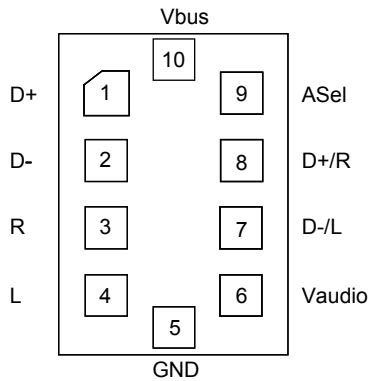 Vbus
10
D+ 1 9 ASel
D- 2 8 D+/R
R 3 7 D-/L
L 4 6 Vaudio
5
GND